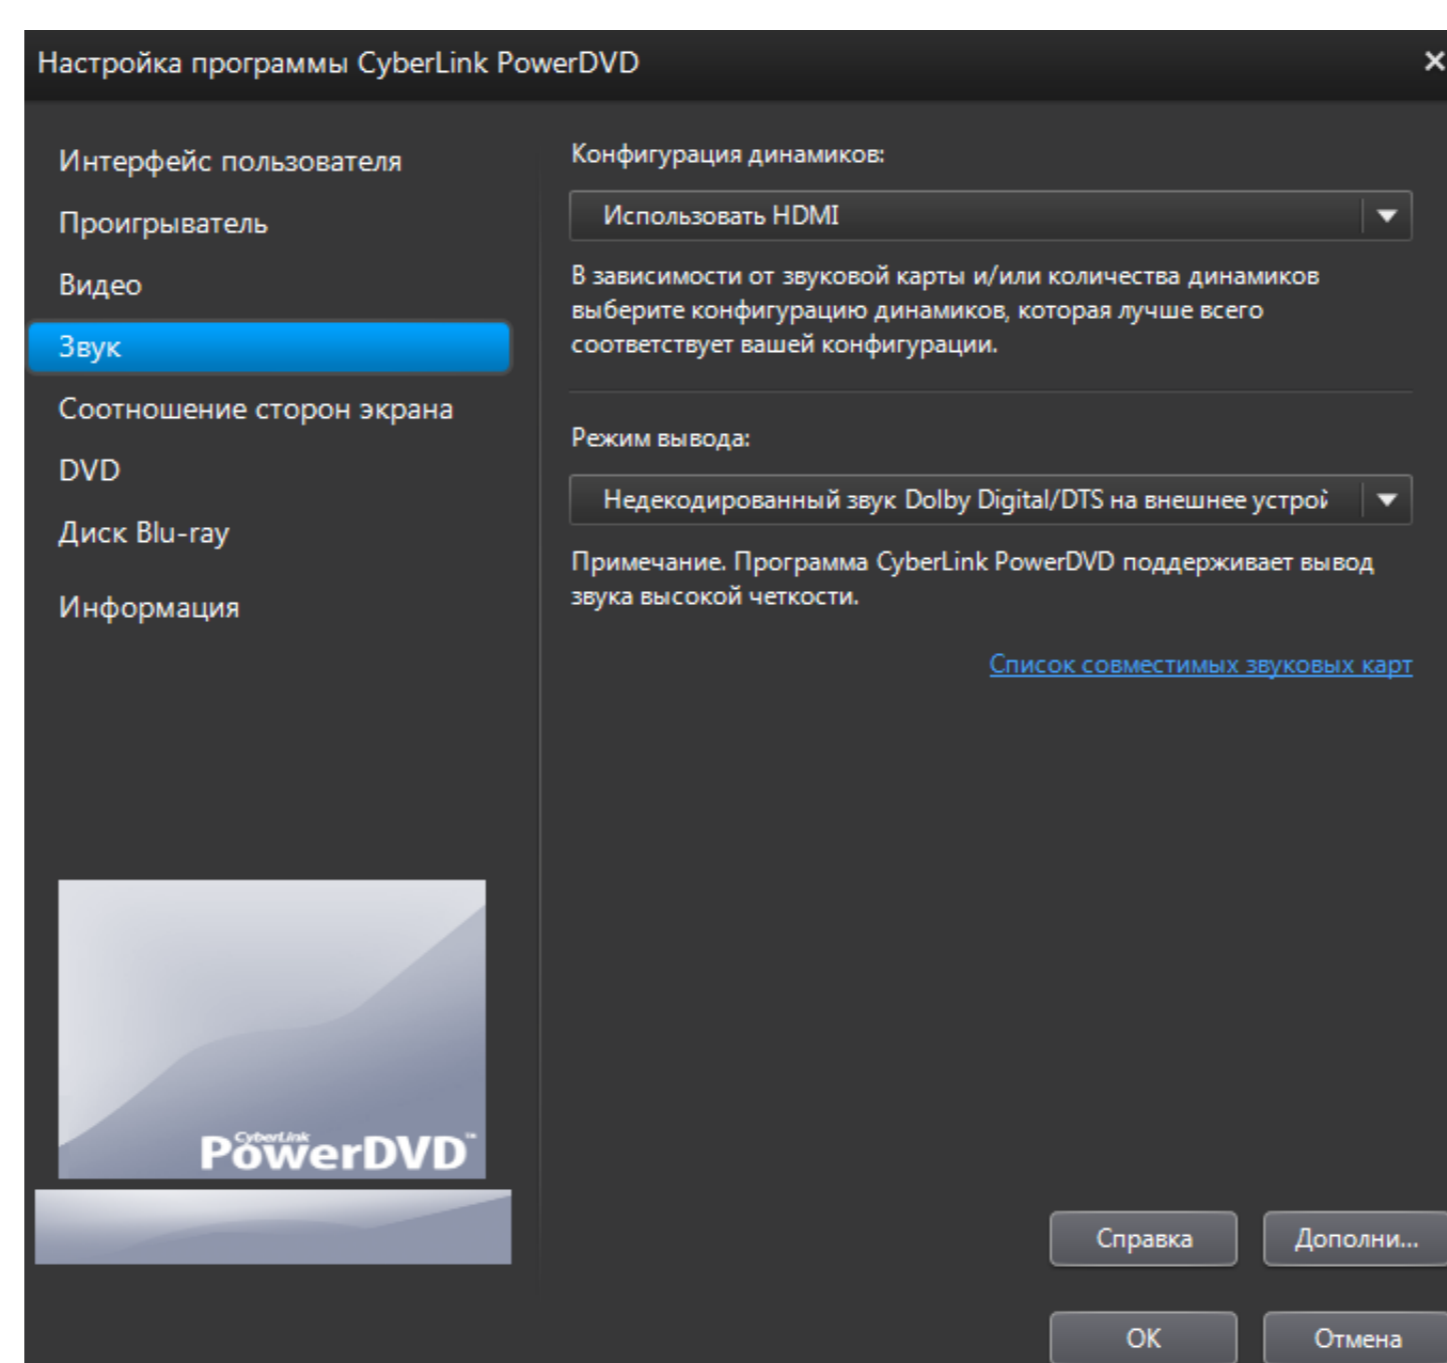 Настройка программы CyberLink PowerDVD
Интерфейс пользователя
Проигрыватель
Видео
Звук
Соотношение сторон экрана
DVD
Диск Blu-ray
Информация
Конфигурация динамиков:
Использовать HDMI
В зависимости от звуковой карты и/или количества динамиков
выберите конфигурацию динамиков, которая лучше всего
соответствует вашей конфигурации.
Режим вывода:
Недекодированный звук Dolby Digital/DTS на внешнее устрой
Примечание. Программа CyberLink PowerDVD поддерживает вывод
звука высокой четкости.
Список совместимых звуковых карт
CyberLink
PowerDVD™
Справка
Дополни...
ОК
Отмена